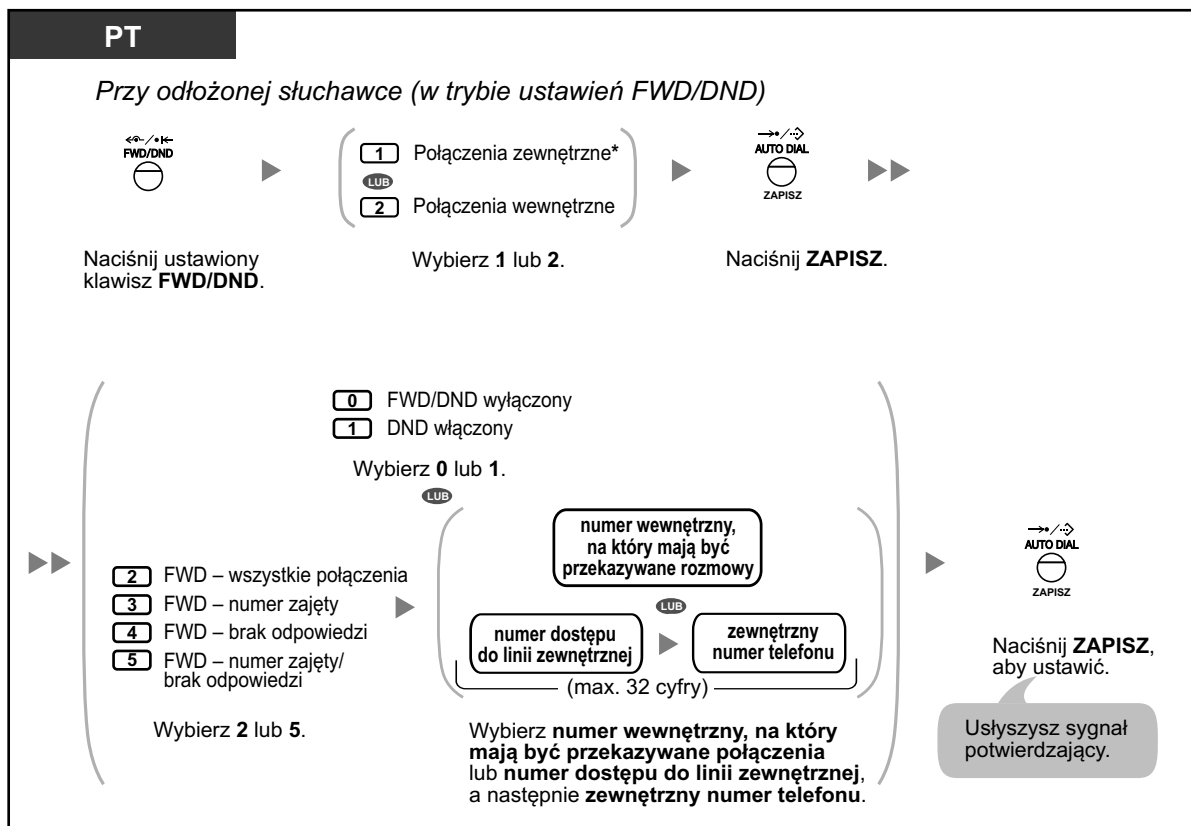 PT
Przy odłożonej słuchawce (w trybie ustawień FWD/DND)
FWD/DND
Naciśnij ustawiony
klawisz FWD/DND.
1 Połączenia zewnętrzne*
LUB
2 Połączenia wewnętrzne
Wybierz 1 lub 2.
AUTO DIAL
ZAPISZ
Naciśnij ZAPISZ.
0 FWD/DND wyłączony
1 DND włączony
Wybierz 0 lub 1.
LUB
2 FWD – wszystkie połączenia
3 FWD – numer zajęty
4 FWD – brak odpowiedzi
5 FWD – numer zajęty/
brak odpowiedzi
Wybierz 2 lub 5.
numer wewnętrzny,
na który mają być
przekazywane rozmowy
LUB
numer dostępu
do linii zewnętrznej
zewnętrzny
numer telefonu
(max. 32 cyfry)
Wybierz numer wewnętrzny, na który
mają być przekazywane połączenia
lub numer dostępu do linii zewnętrznej,
a następnie zewnętrzny numer telefonu.
AUTO DIAL
ZAPISZ
Naciśnij ZAPISZ,
aby ustawić.
Usłyszysz sygnał
potwierdzający.